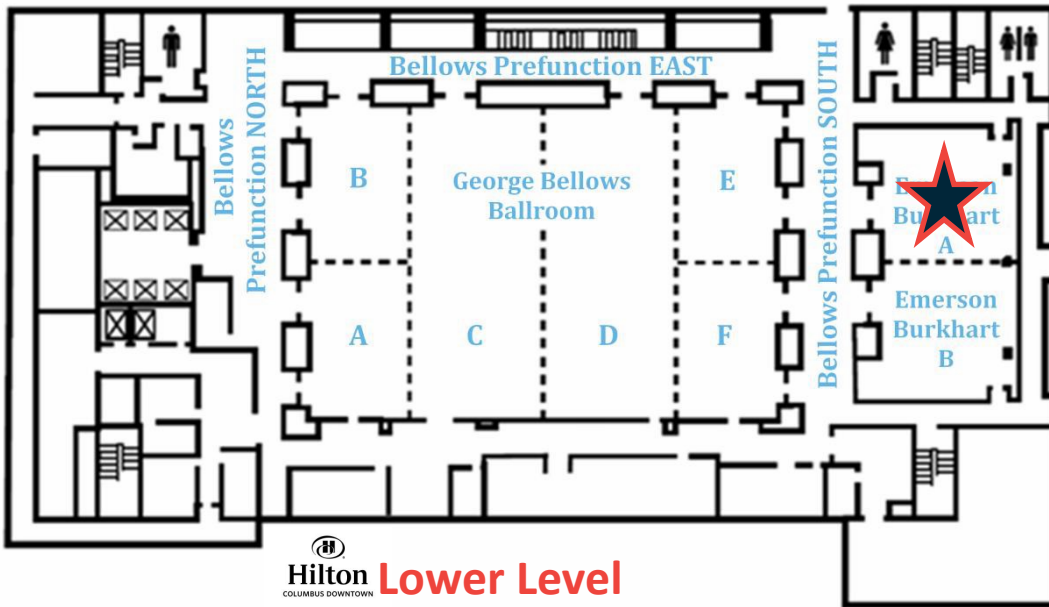 Bellows Prefunction EAST
Bellows
Prefunction NORTH
Bellows Prefunction SOUTH
B
George Bellows
Ballroom
E
A
A
C
D
F
Emerson
Burkhart
B
Hilton
COLUMBUS DOWNTOWN
Lower Level